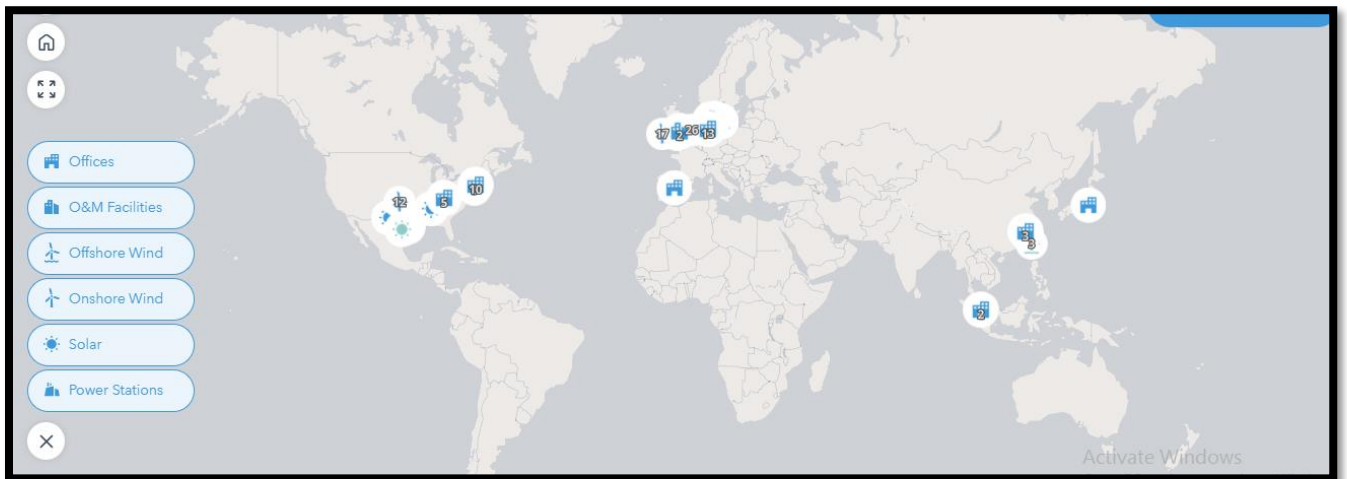 Offices
O&M Facilities
Offshore Wind
Onshore Wind
Solar
Power Stations
17
2
26
13
10
12
5
3
3
2
Activate Windows